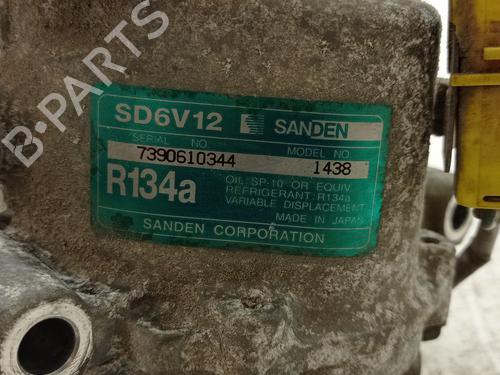 B-PARTS
SD6V12 SANDEN
SERIAL NO. MODEL NO.
7390610344 1438
R134a
OIL: SP-10 OR EQUIV.
REFRIGERANT: R134a
VARIABLE DISPLACEMENT
MADE IN JAPAN
SANDEN CORPORATION